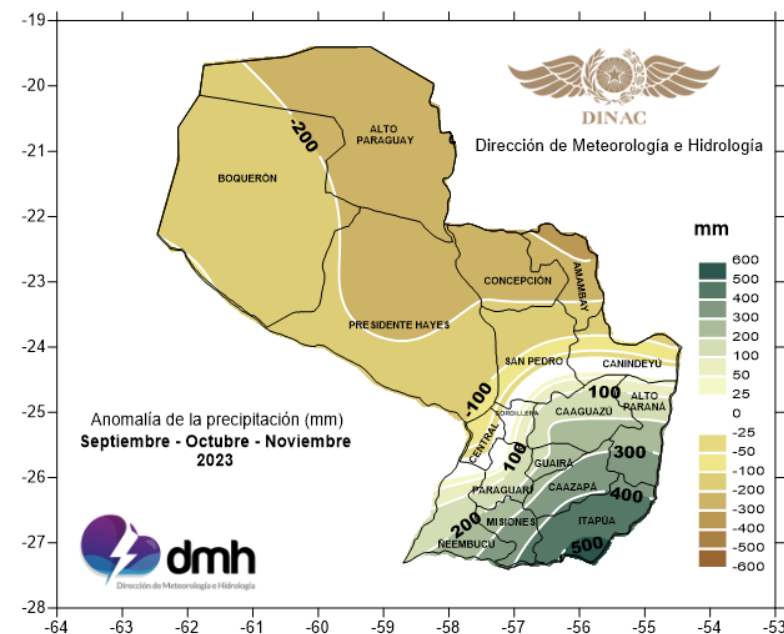 -19
-20
-21
-22
-23
-24
-25
-26
-27
-28
-64
-63
-62
-61
-60
-59
-58
-57
-56
-55
-54
-53
DINAC
Dirección de Meteorología e Hidrología
ALTO
PARAGUAY
BOQUERÓN
-200
CONCEPCIÓN
AMAMBAY
PRESIDENTE HAYES
SAN PEDRO
CANINDEYÚ
-100
CORDILLERA
CENTRAL
100
CAAGUAZÚ
ALTO
PARANÁ
100
GUAIRÁ
300
PARAGUARÍ
CAAZAPÁ
400
200
MISIONES
ITAPÚA
ÑEEMBUCÚ
500
mm
600
500
400
300
200
100
50
25
0
-25
-50
-100
-200
-300
-400
-500
-600
Anomalía de la precipitación (mm)
Septiembre - Octubre - Noviembre
2023
dmh
Dirección de Meteorología e Hidrología